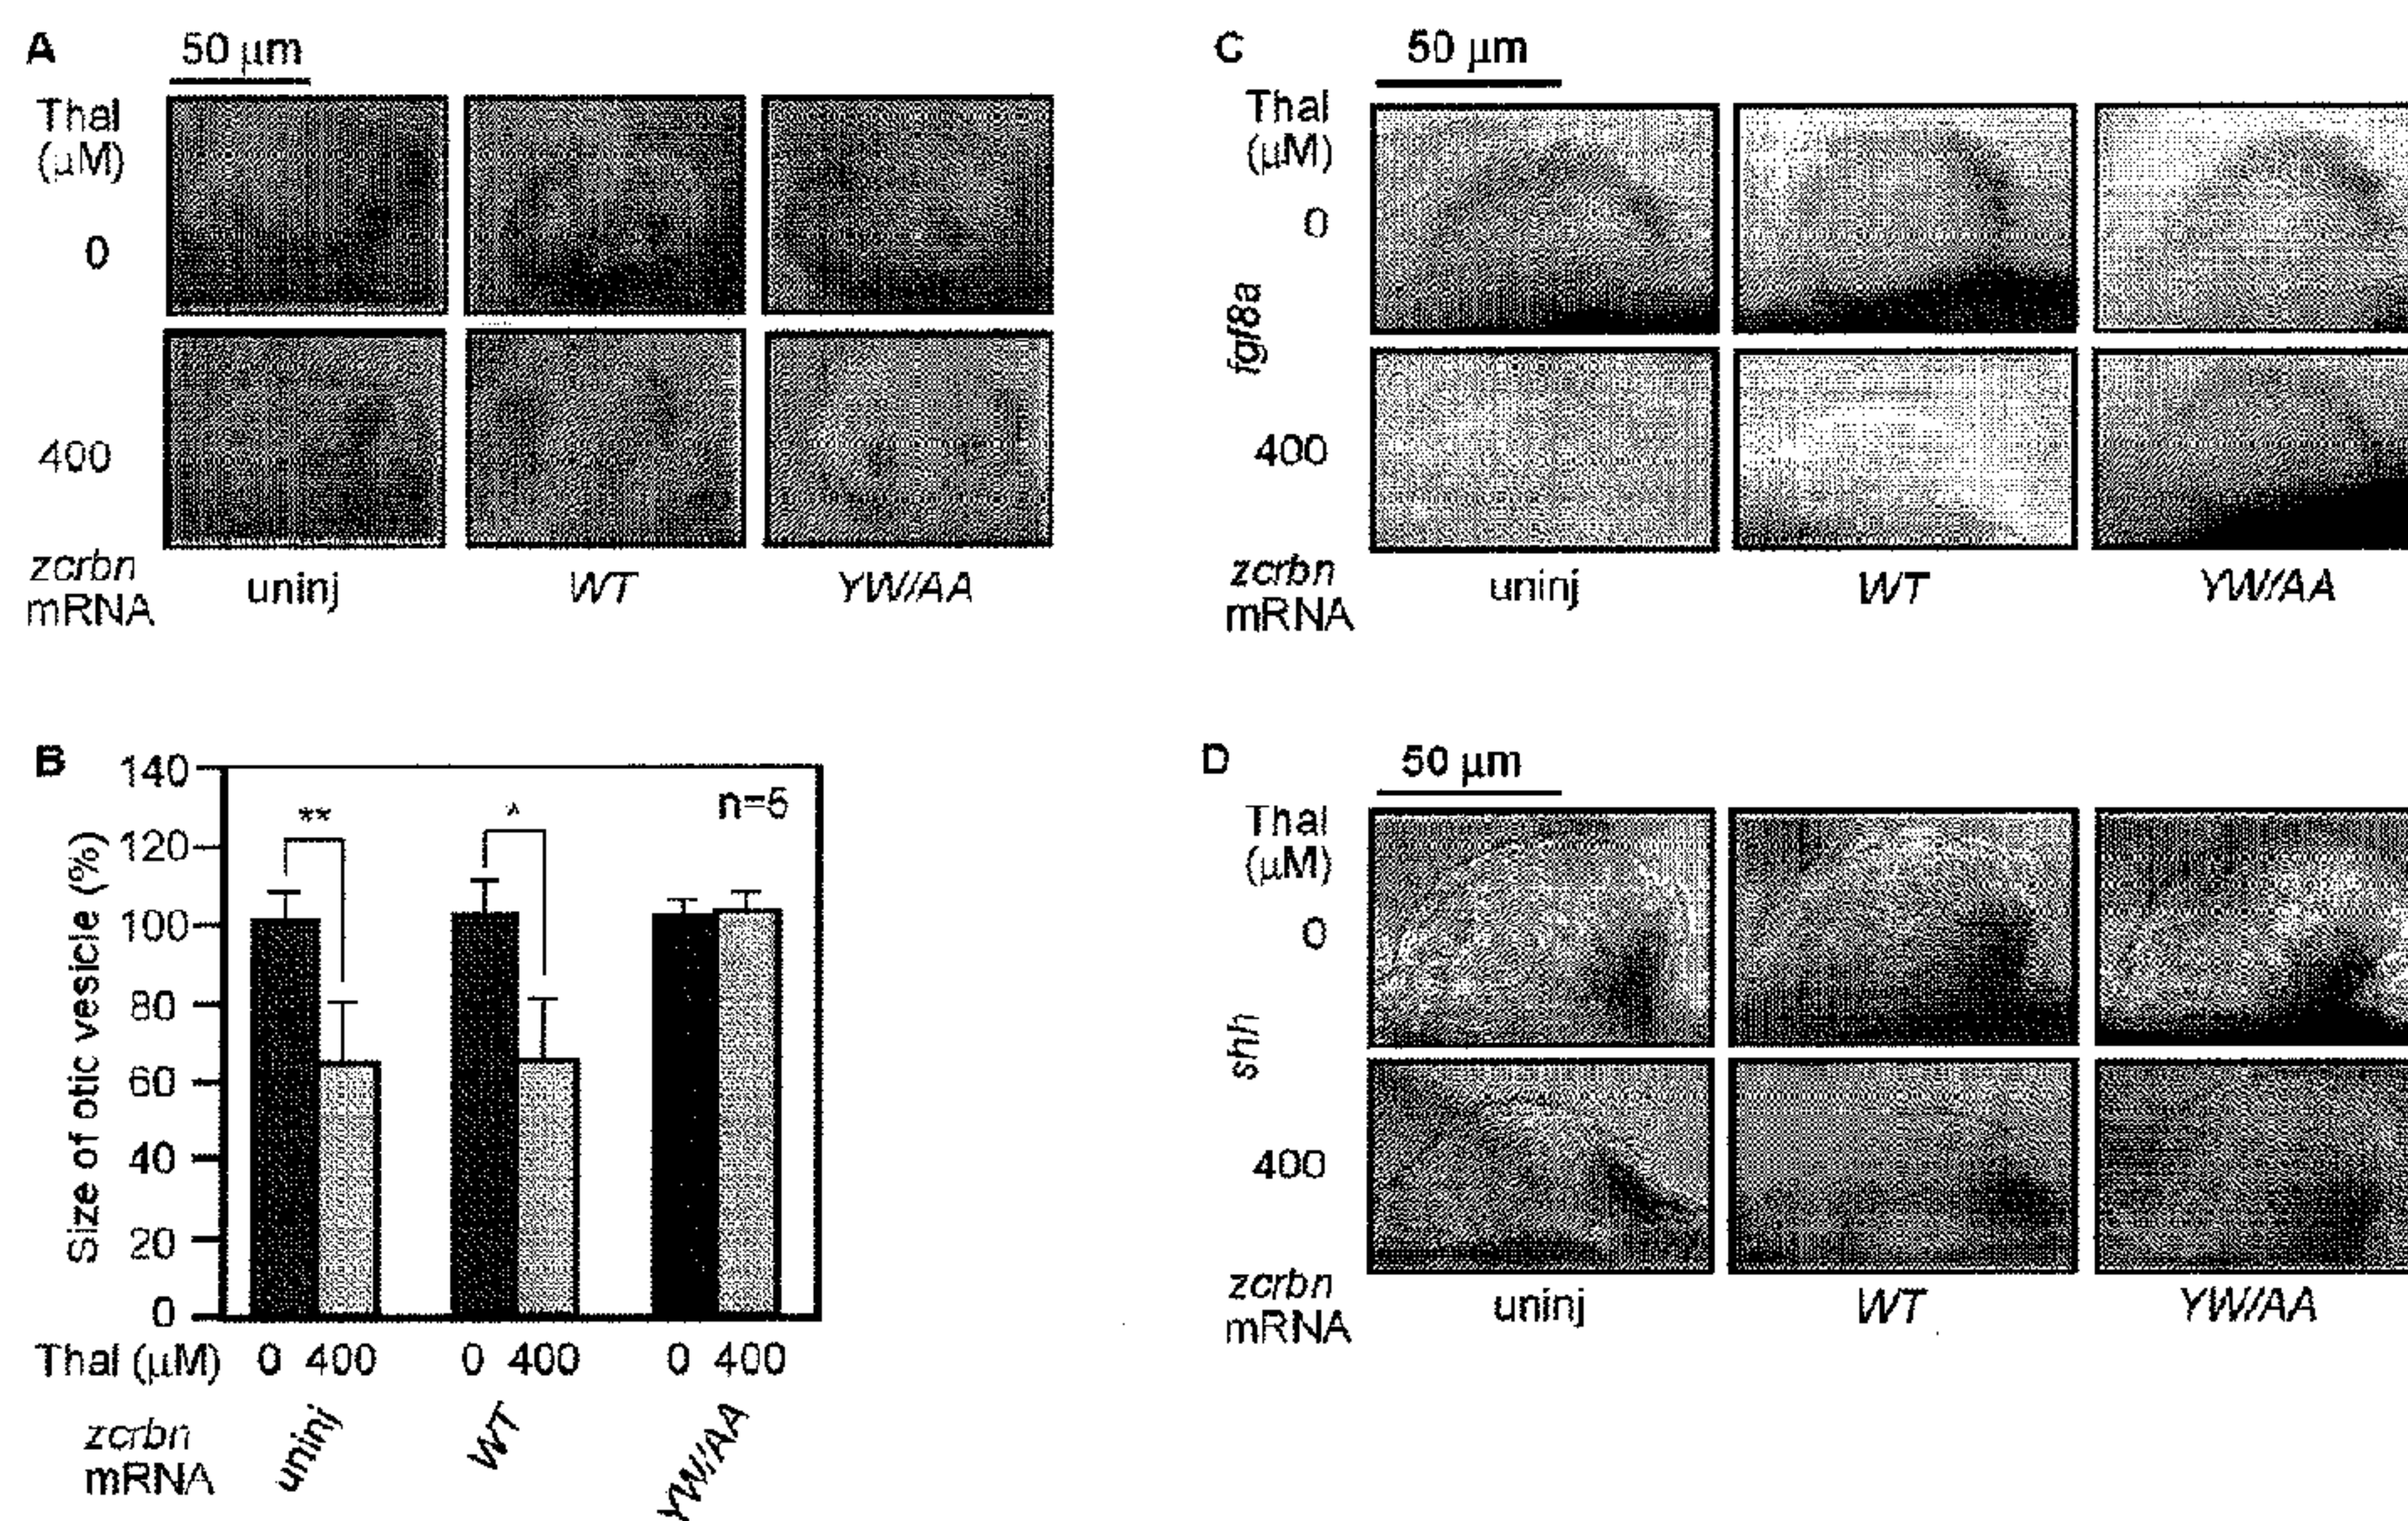 A
50 µm
Thal
(µM)
0
400
zcrbn
mRNA
uninj
WT
YW/AA
B
140
120
100
80
60
40
20
0
Size of otic vesicle (%)
n=5
**
*
Thal (µM)
0 400
0 400
0 400
zcrbn
mRNA
uninj
WT
YW/AA
C
50 µm
Thal
(µM)
0
fgf8a
400
zcrbn
mRNA
uninj
WT
YW/AA
D
50 µm
Thal
(µM)
0
shh
400
zcrbn
mRNA
uninj
WT
YW/AA